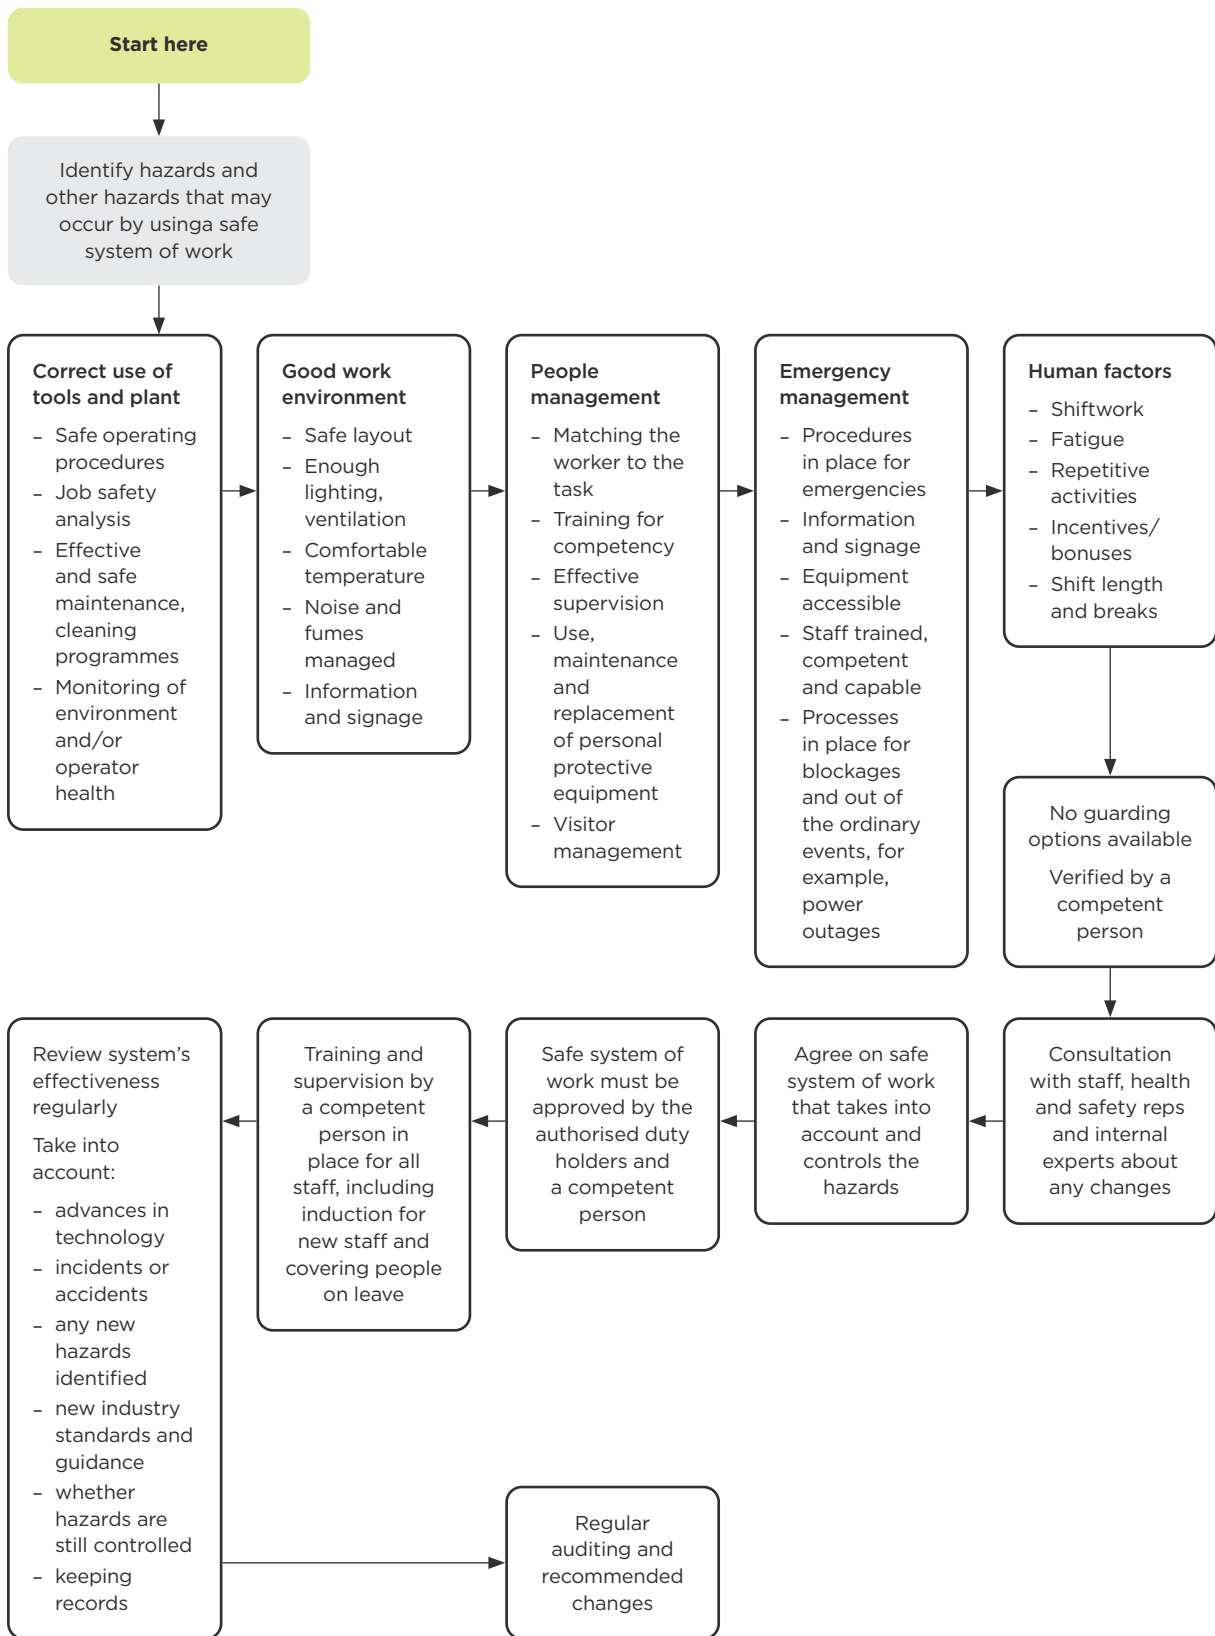 Start here
Identify hazards and
other hazards that may
occur by usinga safe
system of work
Correct use of
tools and plant
– Safe operating
procedures
– Job safety
analysis
– Effective
and safe
maintenance,
cleaning
programmes
– Monitoring of
environment
and/or
operator
health
Good work
environment
– Safe layout
– Enough
lighting,
ventilation
– Comfortable
temperature
– Noise and
fumes
managed
– Information
and signage
People
management
– Matching the
worker to the
task
– Training for
competency
– Effective
supervision
– Use,
maintenance
and
replacement
of personal
protective
equipment
– Visitor
management
Emergency
management
– Procedures
in place for
emergencies
– Information
and signage
– Equipment
accessible
– Staff trained,
competent
and capable
– Processes
in place for
blockages
and out of
the ordinary
events, for
example,
power
outages
Human factors
– Shiftwork
– Fatigue
– Repetitive
activities
– Incentives/
bonuses
– Shift length
and breaks
No guarding
options available
Verified by a
competent
person
Consultation
with staff, health
and safety reps
and internal
experts about
any changes
Agree on safe
system of work
that takes into
account and
controls the
hazards
Safe system of
work must be
approved by the
authorised duty
holders and
a competent
person
Training and
supervision by
a competent
person in
place for all
staff, including
induction for
new staff and
covering people
on leave
Review system’s
effectiveness
regularly
Take into
account:
– advances in
technology
– incidents or
accidents
– any new
hazards
identified
– new industry
standards and
guidance
– whether
hazards are
still controlled
– keeping
records
Regular
auditing and
recommended
changes